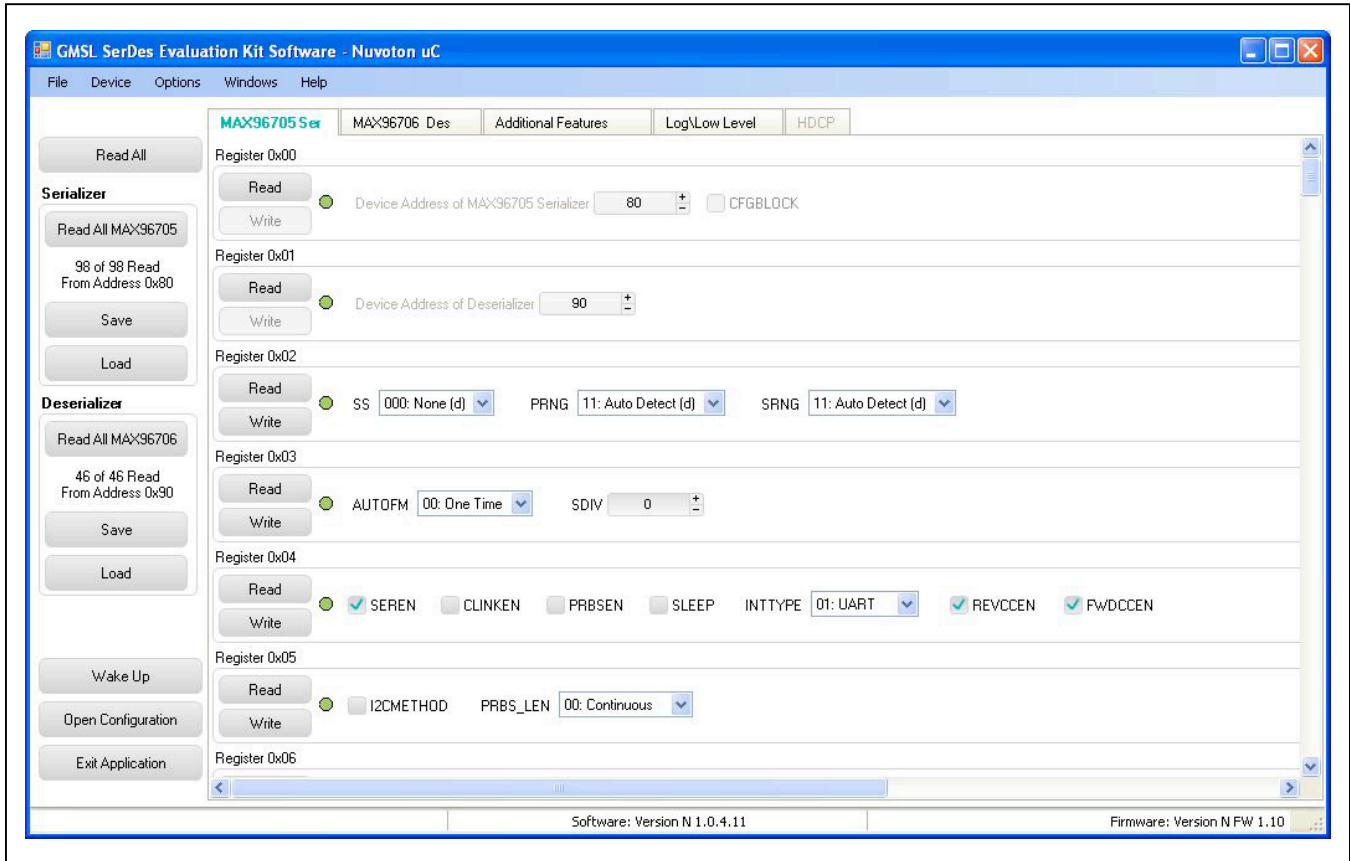 GMSL SerDes Evaluation Kit Software - Nuvoton uC
File Device Options Windows Help
MAX96705 Ser MAX96706 Des Additional Features Log\Low Level HDCP
Read All
Serializer
Read All MAX96705
98 of 98 Read
From Address 0x80
Save
Load
Deserializer
Read All MAX96706
46 of 46 Read
From Address 0x90
Save
Load
Wake Up
Open Configuration
Exit Application
Register 0x00
Read
Write
Device Address of MAX96705 Serializer 80 CFGBLOCK
Register 0x01
Read
Write
Device Address of Deserializer 90
Register 0x02
Read
Write
SS 000: None (d) PRNG 11: Auto Detect (d) SRNG 11: Auto Detect (d)
Register 0x03
Read
Write
AUTOFM 00: One Time SDIV 0
Register 0x04
Read
Write
SEREN CLINKEN PRBSEN SLEEP INTTYPE 01: UART REVCCEN FWDCCEN
Register 0x05
Read
Write
I2CMETHOD PRBS_LEN 00: Continuous
Register 0x06
Software: Version N 1.0.4.11 Firmware: Version N FW 1.10